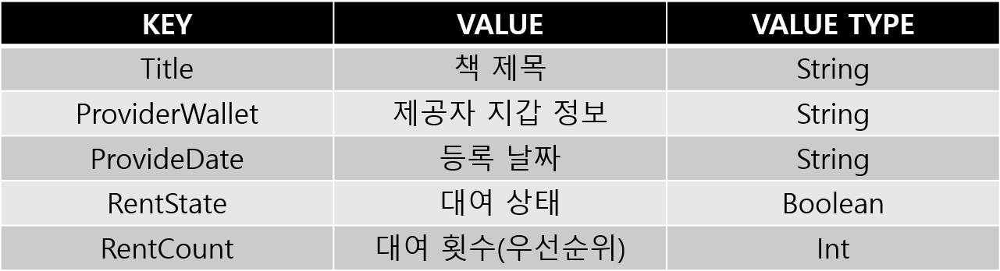 KEY VALUE VALUE TYPE
Title 책 제목 String
ProviderWallet 제공자 지갑 정보 String
ProvideDate 등록 날짜 String
RentState 대여 상태 Boolean
RentCount 대여 횟수(우선순위) Int